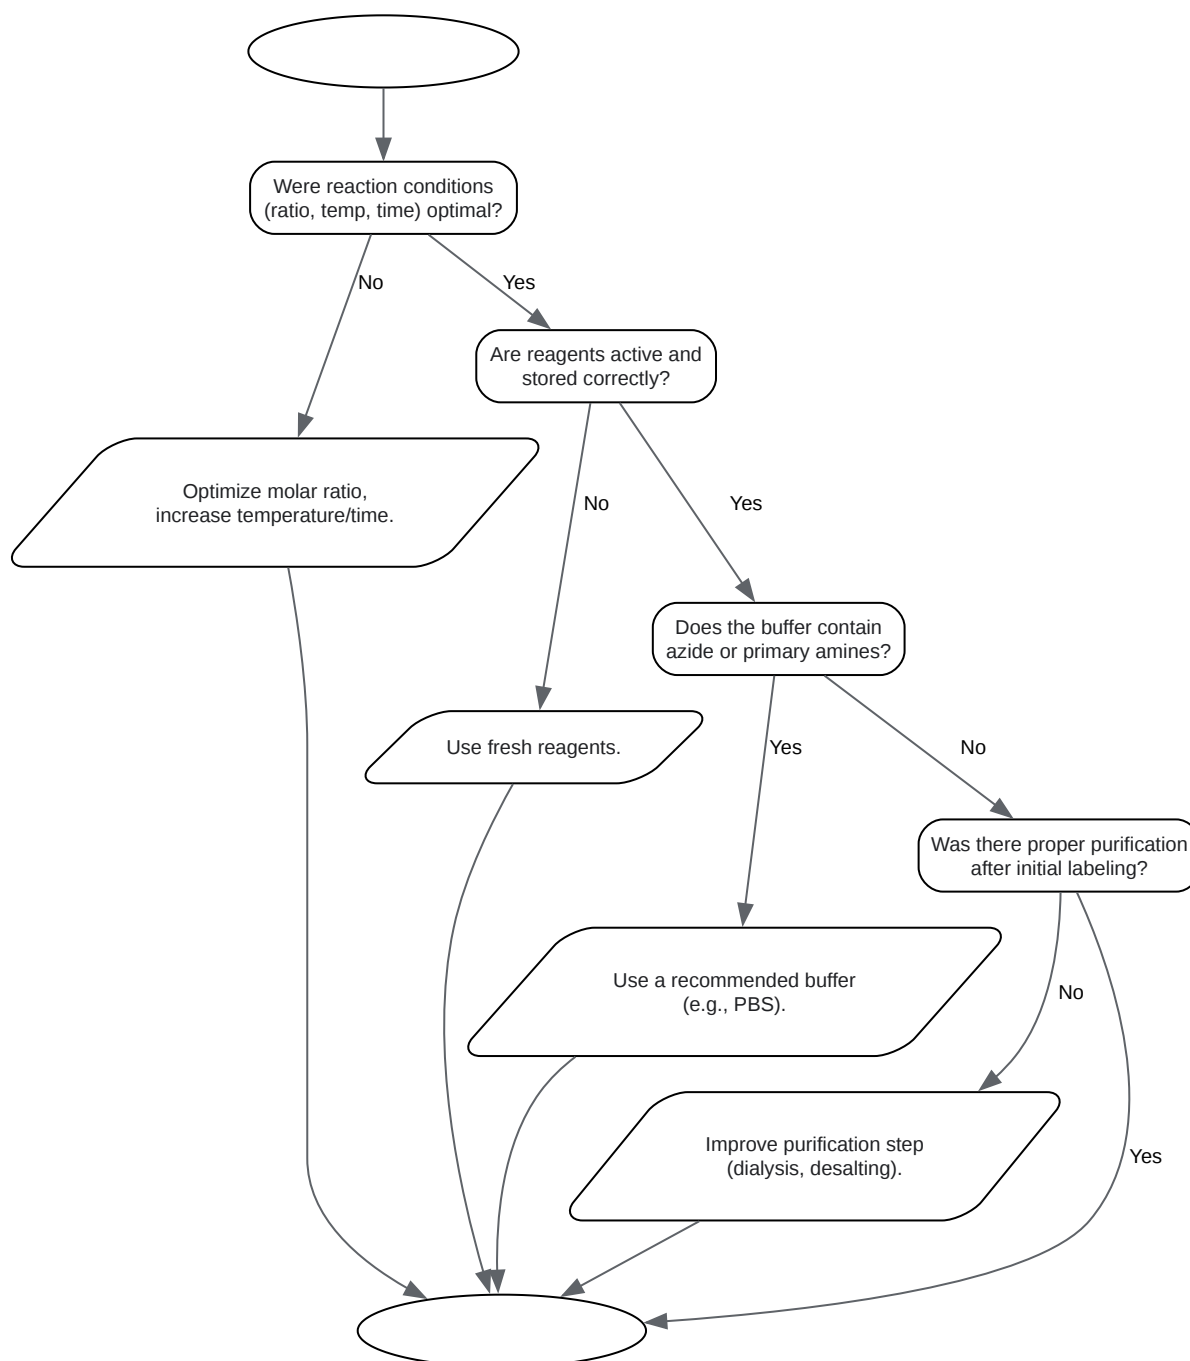 Were reaction conditions
(ratio, temp, time) optimal?
No
Yes
Are reagents active and
stored correctly?
Optimize molar ratio,
increase temperature/time.
No
Yes
Does the buffer contain
azide or primary amines?
Use fresh reagents.
Yes
No
Was there proper purification
after initial labeling?
Use a recommended buffer
(e.g., PBS).
No
Improve purification step
(dialysis, desalting).
Yes